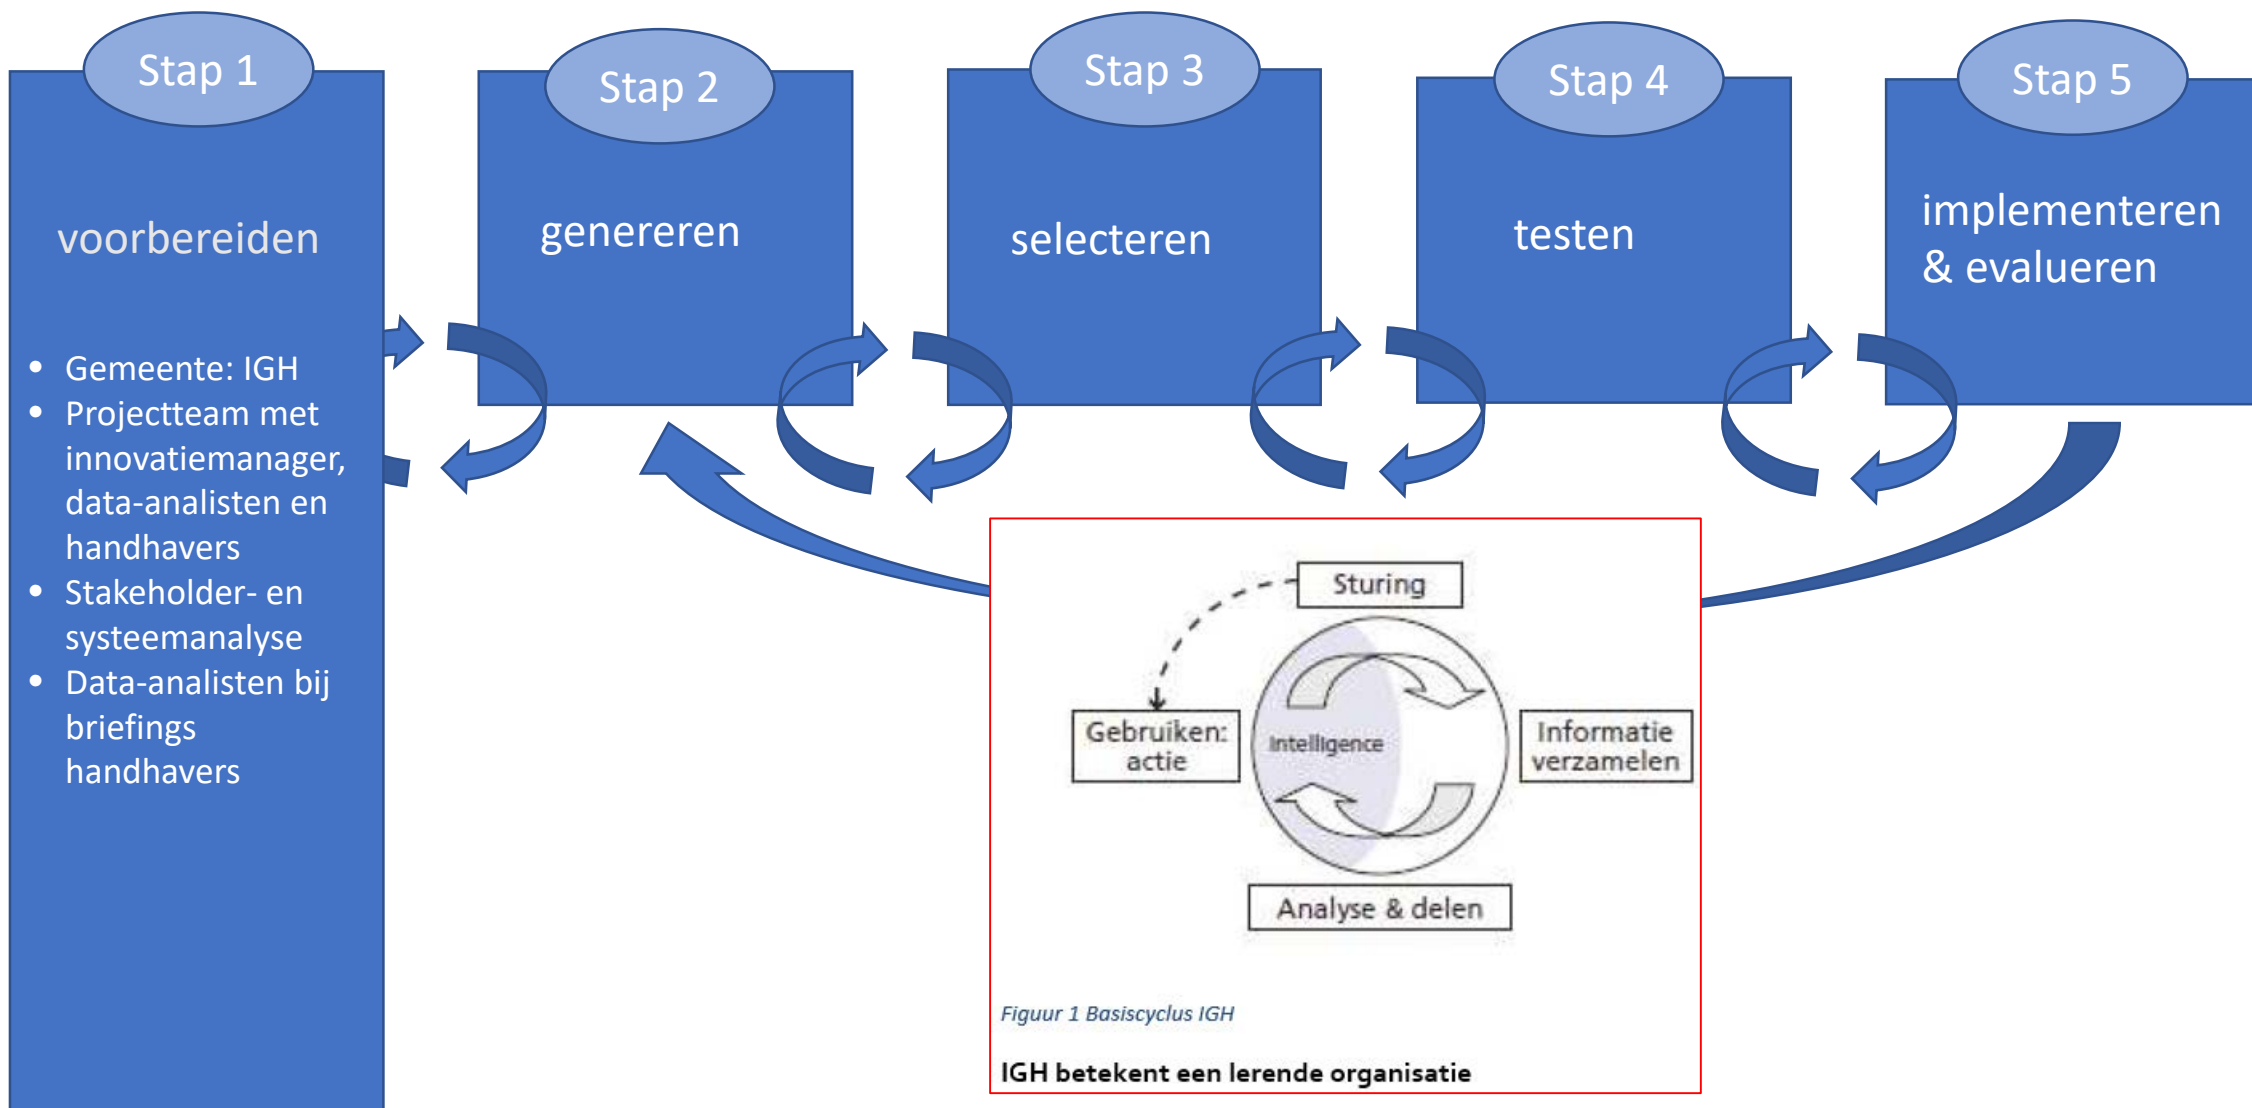 Stap 1
voorbereiden
• Gemeente: IGH
• Projectteam met
innovatiemanager,
data-analisten en
handhavers
• Stakeholder- en
systeemanalyse
• Data-analisten bij
briefings
handhavers
Stap 2
genereren
Stap 3
selecteren
Stap 4
testen
Stap 5
implementeren
& evalueren
Sturing
Gebruiken:
actie
Intelligence
Informatie
verzamelen
Analyse & delen
Figuur 1 Basiscyclus IGH
IGH betekent een lerende organisatie